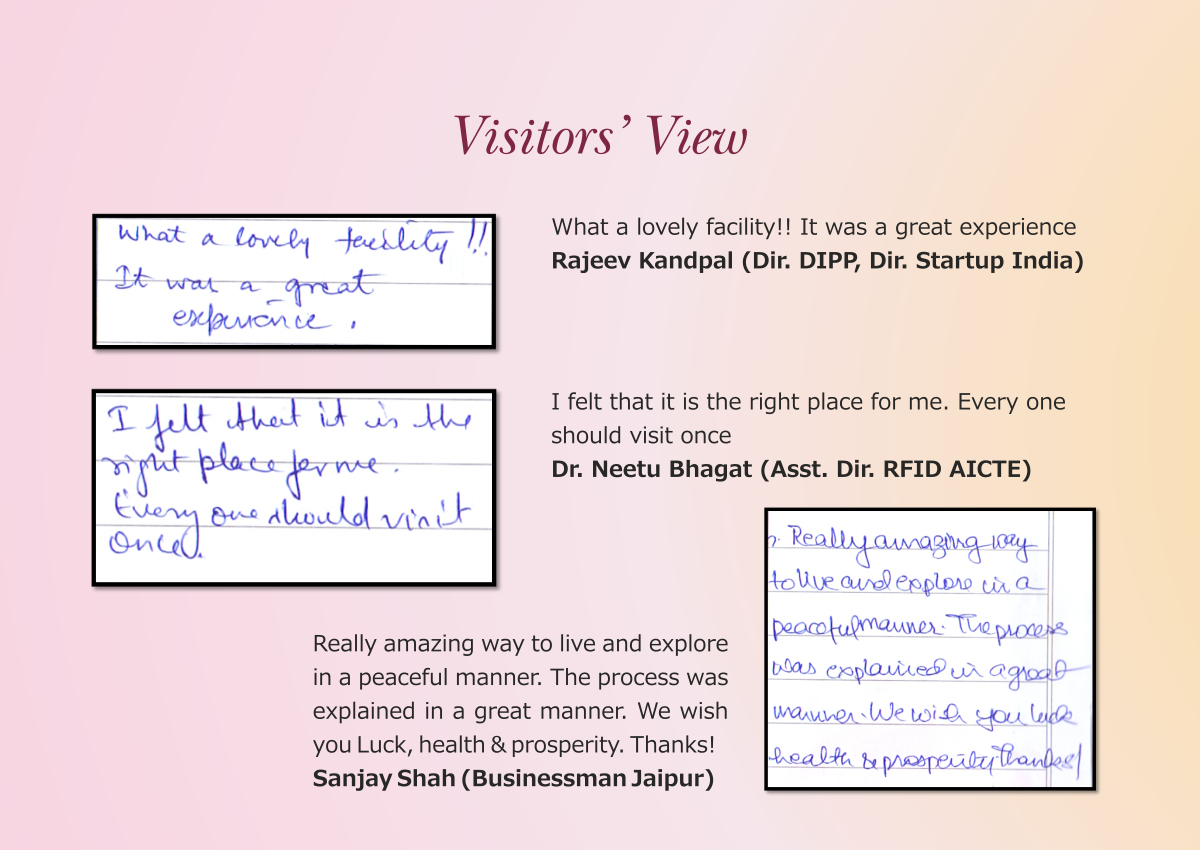 Visitors’ View
What a lovely facility!!
It was a great
experience.
What a lovely facility!! It was a great experience
Rajeev Kandpal (Dir. DIPP, Dir. Startup India)
I felt that it is the
right place for me.
Every one should visit
once.
I felt that it is the right place for me. Every one
should visit once
Dr. Neetu Bhagat (Asst. Dir. RFID AICTE)
Really amazing way to live and explore
in a peaceful manner. The process was
explained in a great manner. We wish
you Luck, health & prosperity. Thanks!
Sanjay Shah (Businessman Jaipur)
Really amazing way
to live and explore in a
peaceful manner. The process
was explained in a great
manner. We wish you luck
health & prosperity Thanks!